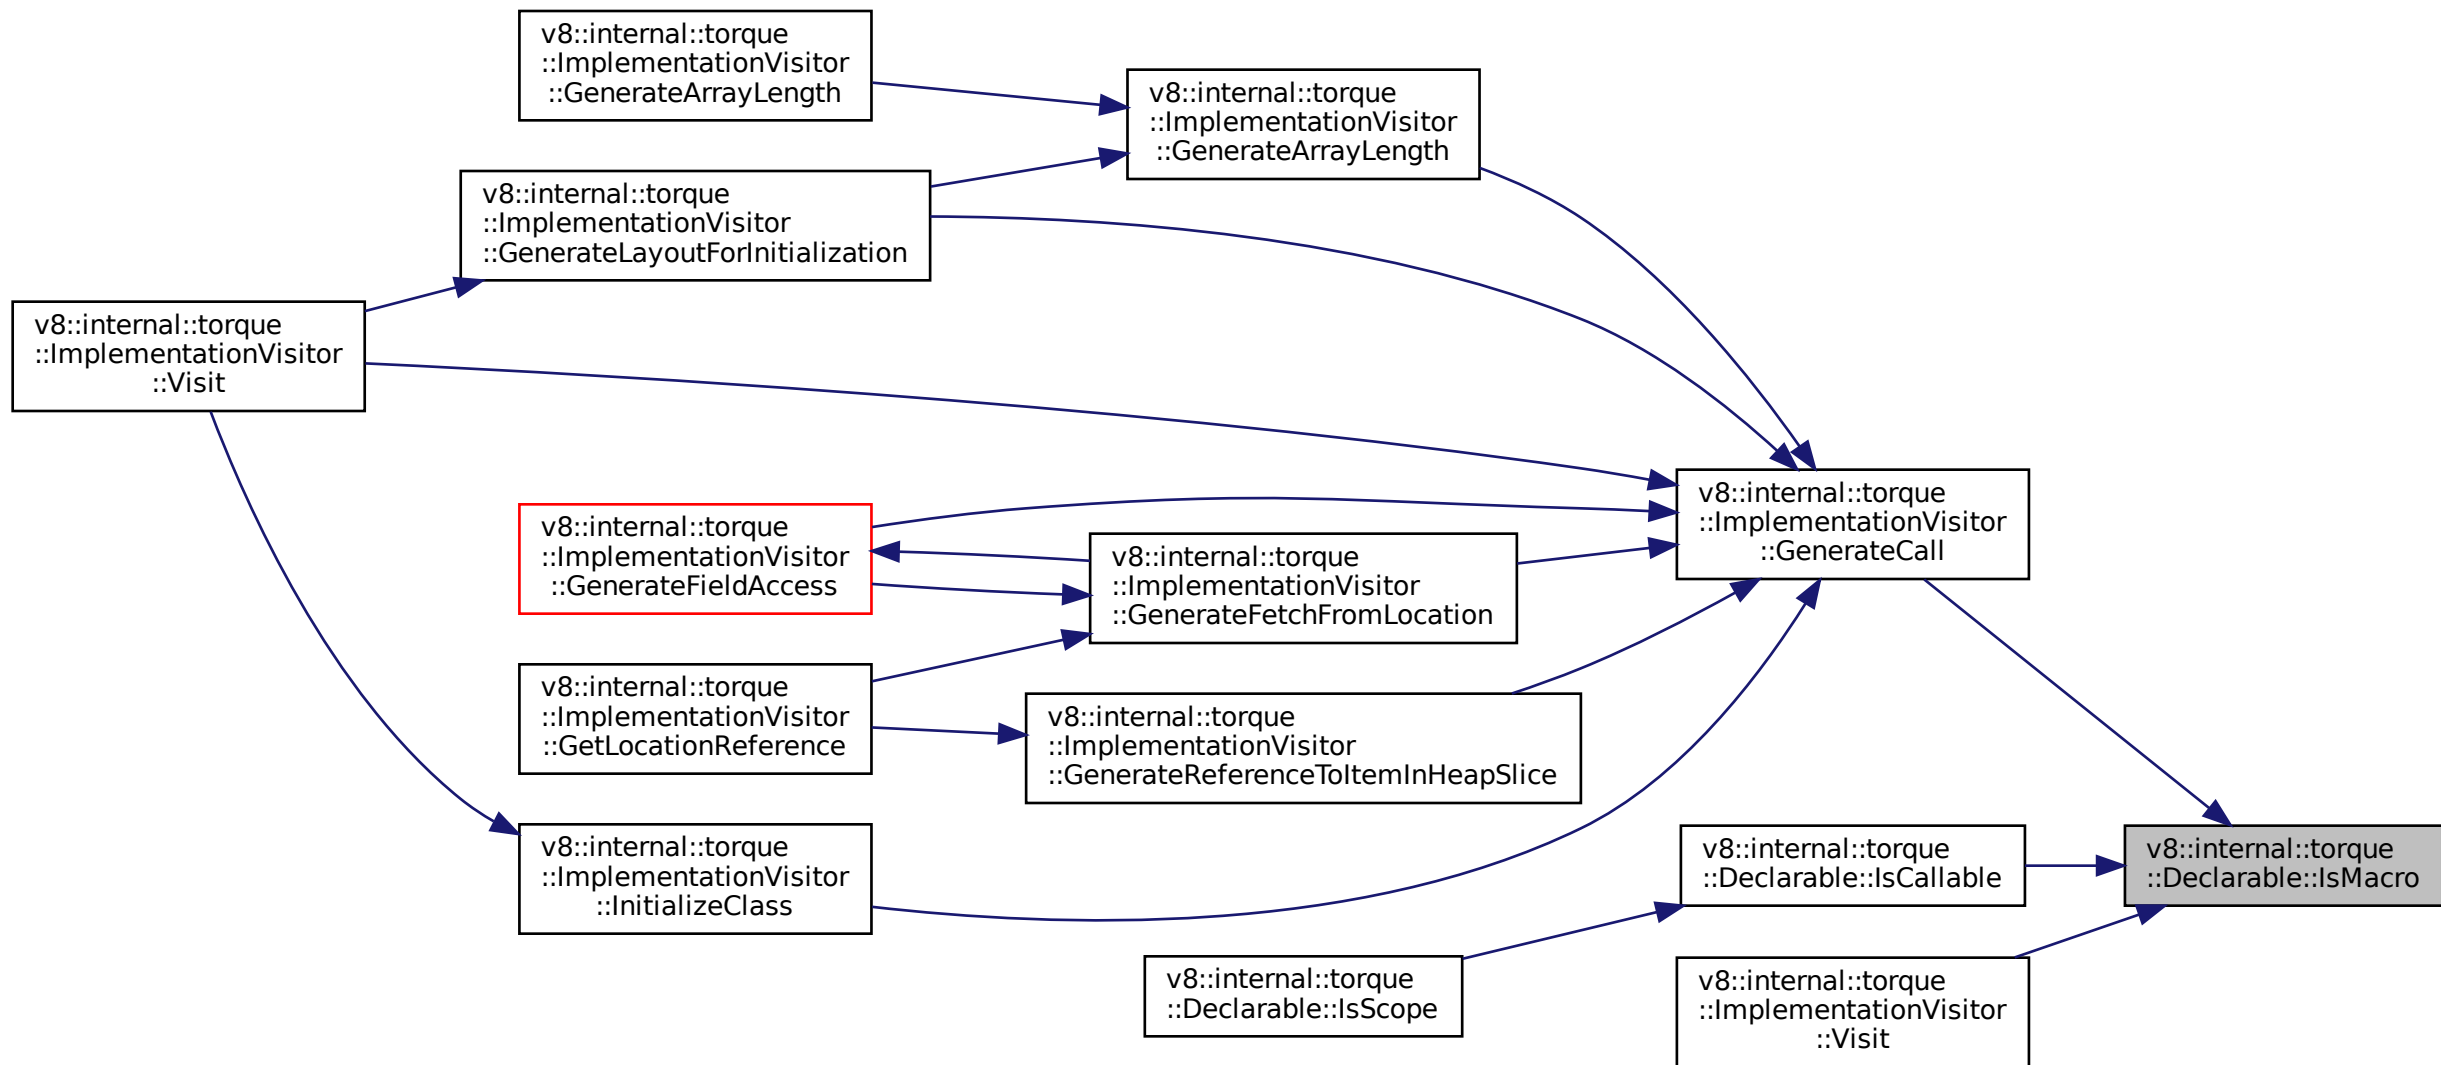 v8::internal::torque
::ImplementationVisitor
::GenerateArrayLength
v8::internal::torque
::ImplementationVisitor
::GenerateArrayLength
v8::internal::torque
::ImplementationVisitor
::GenerateLayoutForInitialization
v8::internal::torque
::ImplementationVisitor
::Visit
v8::internal::torque
::ImplementationVisitor
::GenerateCall
v8::internal::torque
::ImplementationVisitor
::GenerateFieldAccess
v8::internal::torque
::ImplementationVisitor
::GenerateFetchFromLocation
v8::internal::torque
::ImplementationVisitor
::GetLocationReference
v8::internal::torque
::ImplementationVisitor
::GenerateReferenceToItemInHeapSlice
v8::internal::torque
::ImplementationVisitor
::InitializeClass
v8::internal::torque
::Declarable::IsCallable
v8::internal::torque
::Declarable::IsMacro
v8::internal::torque
::Declarable::IsScope
v8::internal::torque
::ImplementationVisitor
::Visit